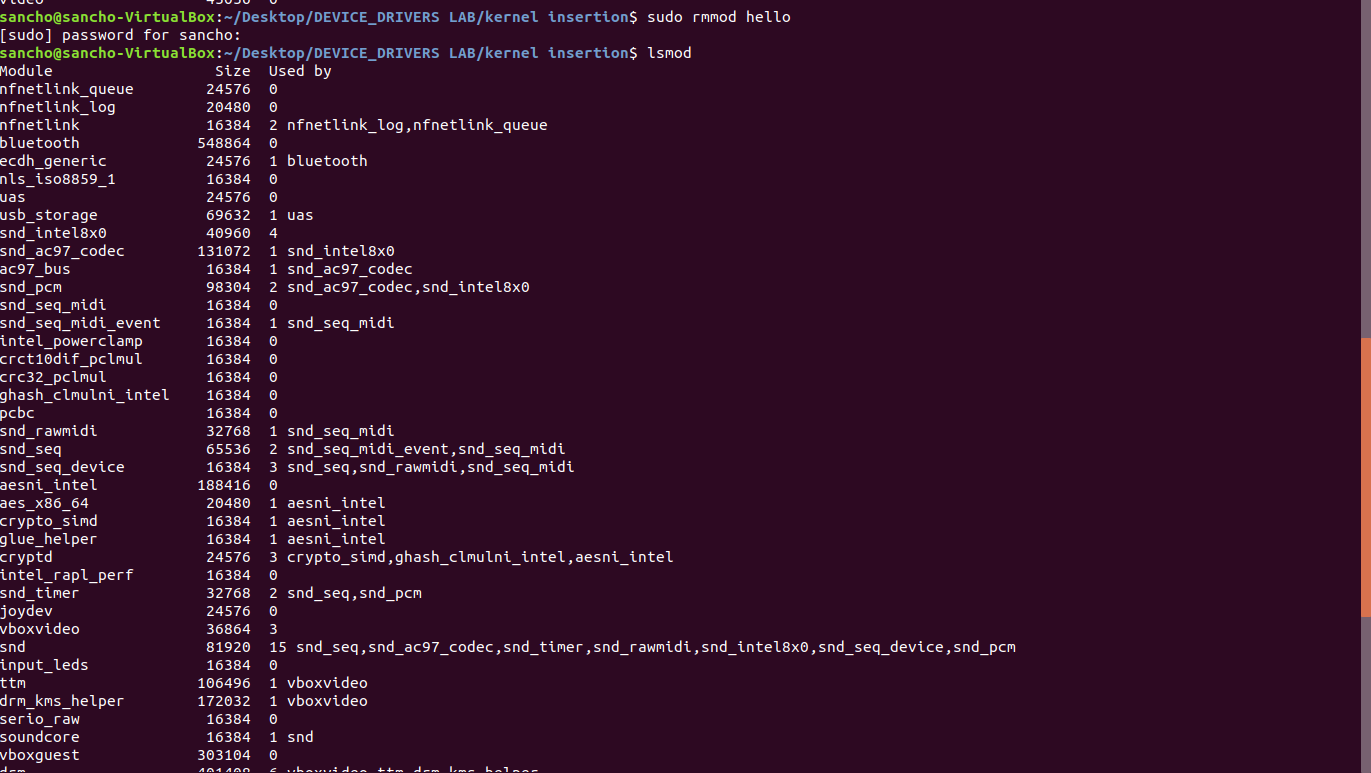 video 45056 0
sancho@sancho-VirtualBox:~/Desktop/DEVICE_DRIVERS LAB/kernel insertion$ sudo rmmod hello
[sudo] password for sancho:
sancho@sancho-VirtualBox:~/Desktop/DEVICE_DRIVERS LAB/kernel insertion$ lsmod
Module Size Used by
nfnetlink_queue 24576 0
nfnetlink_log 20480 0
nfnetlink 16384 2 nfnetlink_log,nfnetlink_queue
bluetooth 548864 0
ecdh_generic 24576 1 bluetooth
nls_iso8859_1 16384 0
uas 24576 0
usb_storage 69632 1 uas
snd_intel8x0 40960 4
snd_ac97_codec 131072 1 snd_intel8x0
ac97_bus 16384 1 snd_ac97_codec
snd_pcm 98304 2 snd_ac97_codec,snd_intel8x0
snd_seq_midi 16384 0
snd_seq_midi_event 16384 1 snd_seq_midi
intel_powerclamp 16384 0
crct10dif_pclmul 16384 0
crc32_pclmul 16384 0
ghash_clmulni_intel 16384 0
pcbc 16384 0
snd_rawmidi 32768 1 snd_seq_midi
snd_seq 65536 2 snd_seq_midi_event,snd_seq_midi
snd_seq_device 16384 3 snd_seq,snd_rawmidi,snd_seq_midi
aesni_intel 188416 0
aes_x86_64 20480 1 aesni_intel
crypto_simd 16384 1 aesni_intel
glue_helper 16384 1 aesni_intel
cryptd 24576 3 crypto_simd,ghash_clmulni_intel,aesni_intel
intel_rapl_perf 16384 0
snd_timer 32768 2 snd_seq,snd_pcm
joydev 24576 0
vboxvideo 36864 3
snd 81920 15 snd_seq,snd_ac97_codec,snd_timer,snd_rawmidi,snd_intel8x0,snd_seq_device,snd_pcm
input_leds 16384 0
ttm 106496 1 vboxvideo
drm_kms_helper 172032 1 vboxvideo
serio_raw 16384 0
soundcore 16384 1 snd
vboxguest 303104 0
drm 401408 6 vboxvideo,ttm,drm_kms_helper